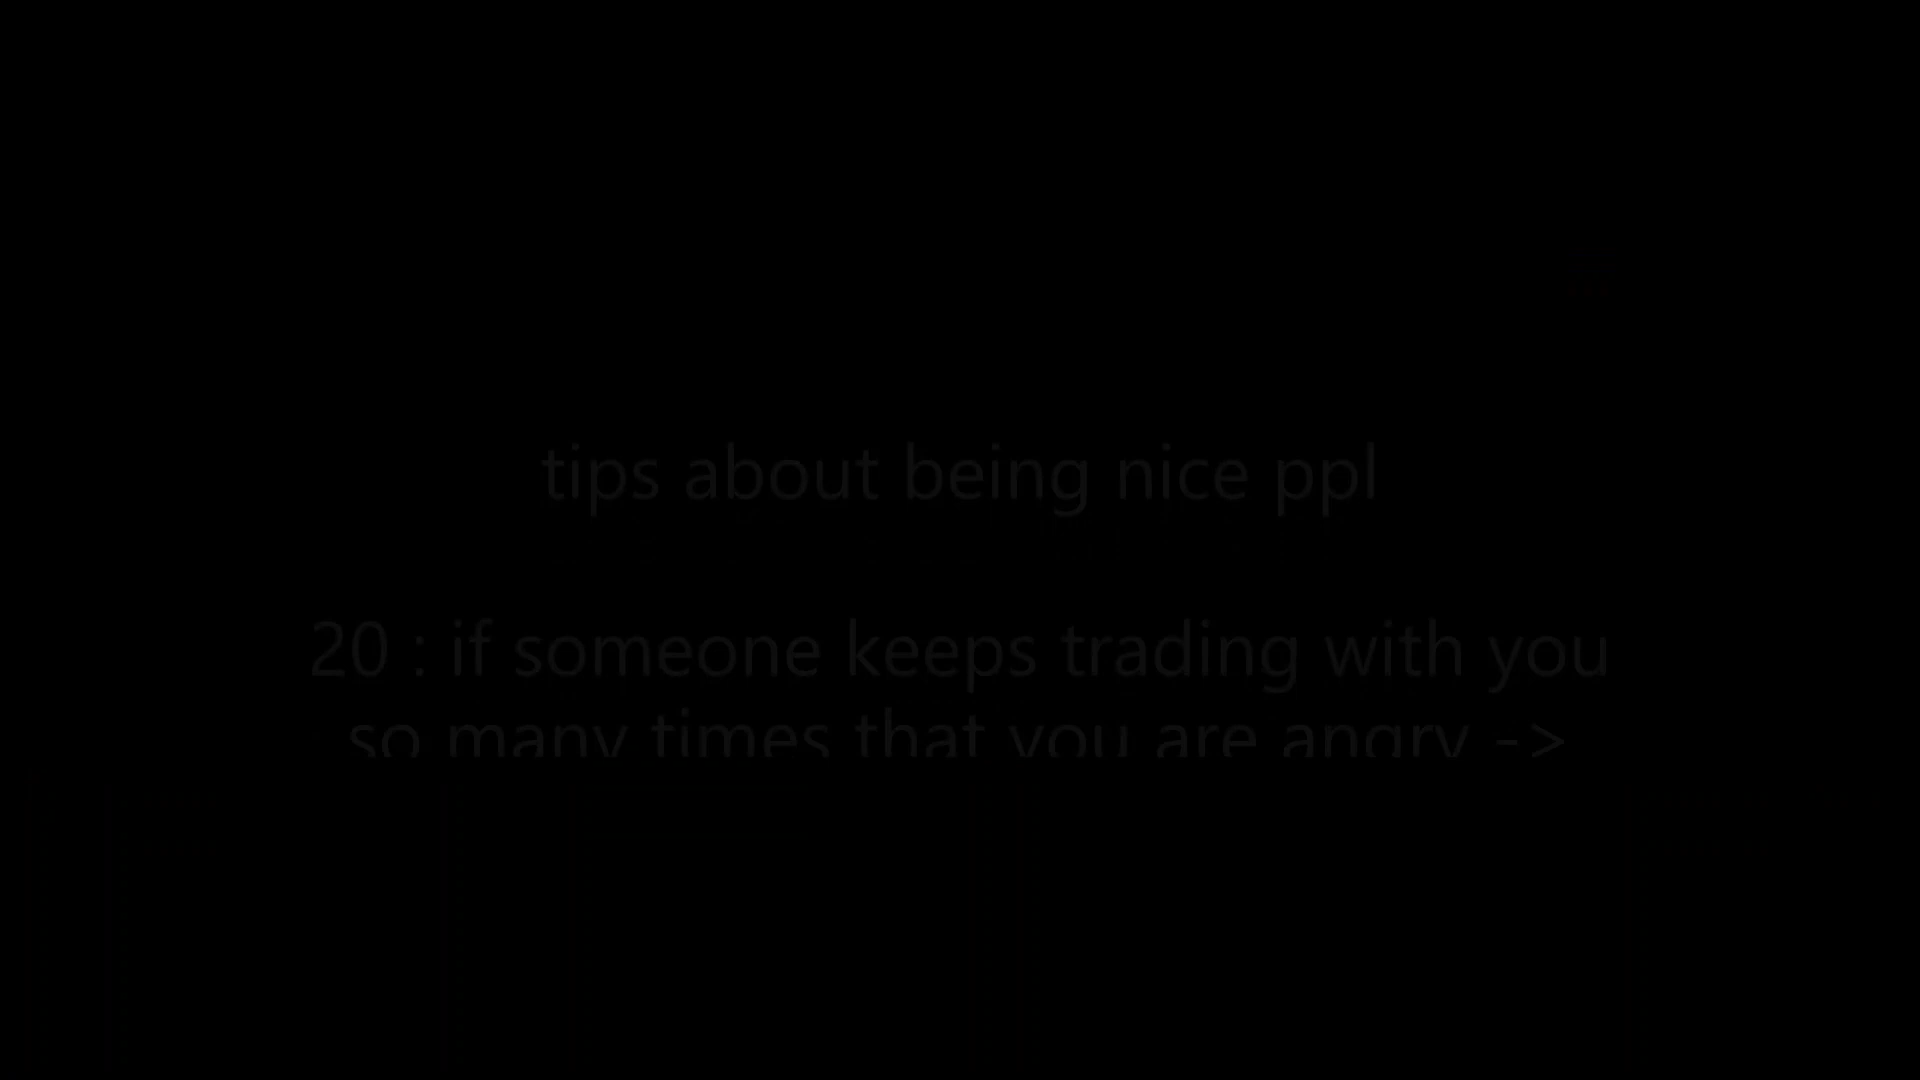 tips about being nice ppl
20 : if someone keeps trading with you
so many times that you are angry ->